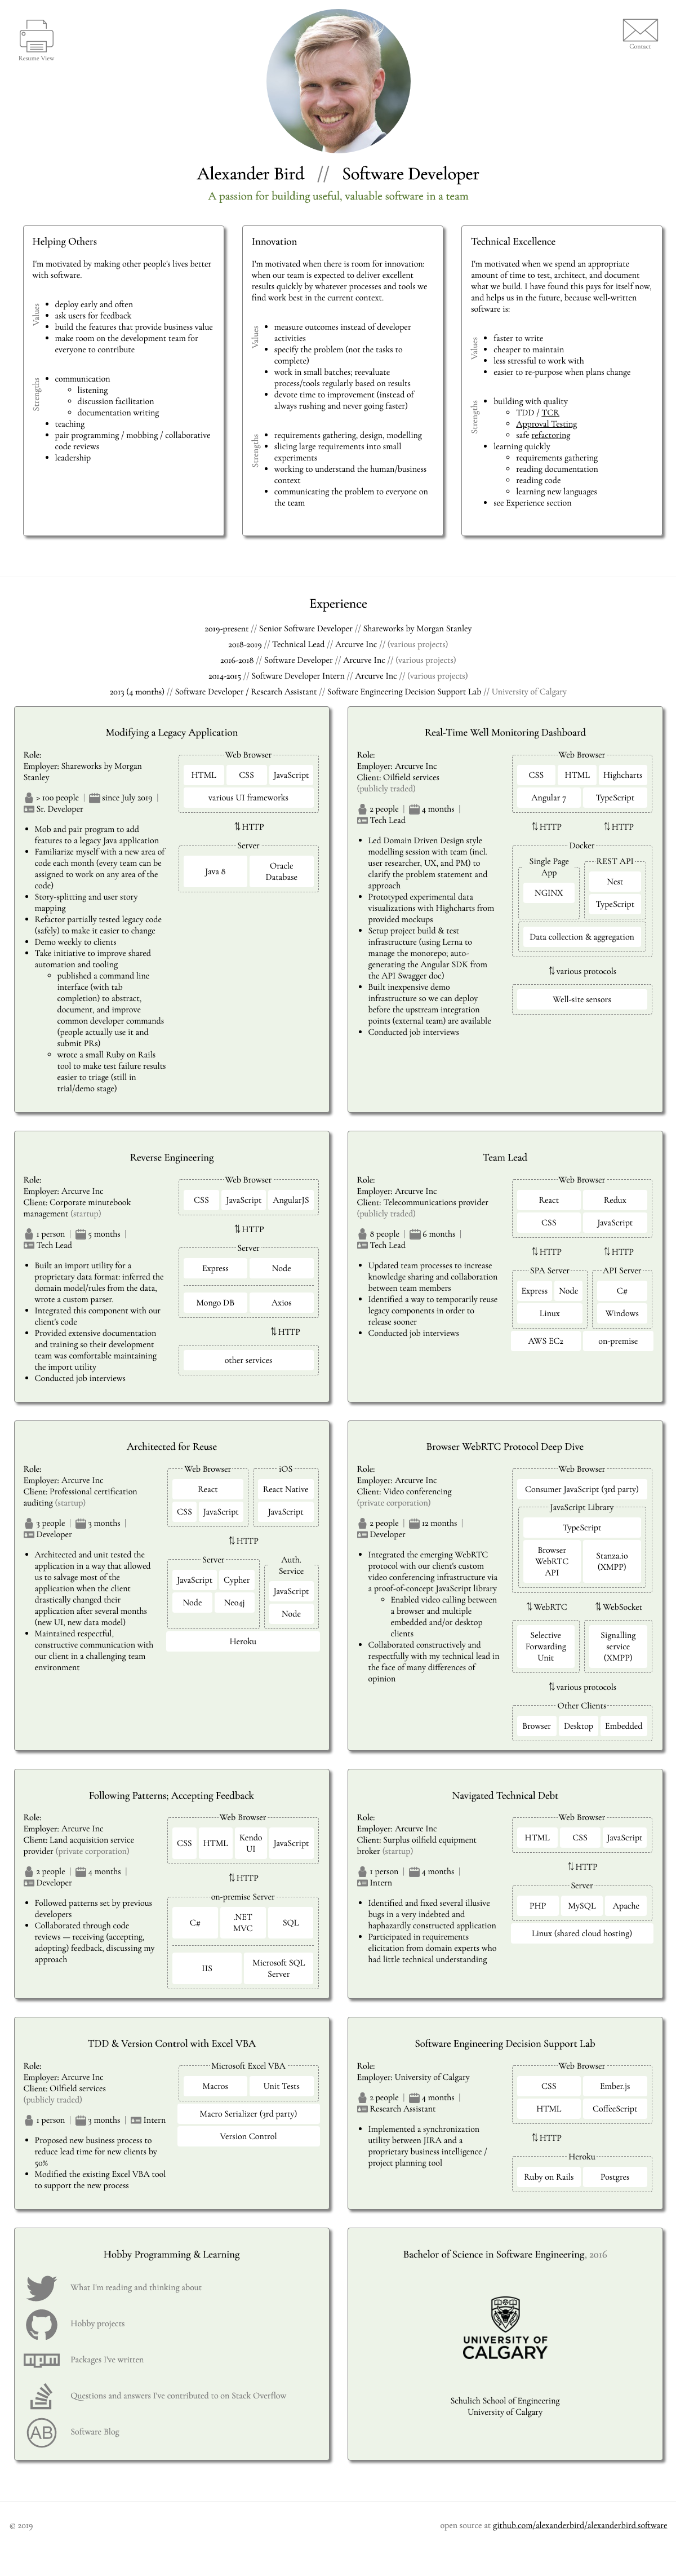 Resume View
Contact
Alexander Bird // Software Developer
A passion for building useful, valuable software in a team
Helping Others
I'm motivated by making other people's lives better
with software.
Values
deploy early and often
ask users for feedback
build the features that provide business value
make room on the development team for
everyone to contribute
Strengths
communication
listening
discussion facilitation
documentation writing
teaching
pair programming / mobbing / collaborative
code reviews
leadership
Innovation
I'm motivated when there is room for innovation:
when our team is expected to deliver excellent
results quickly by whatever processes and tools we
find work best in the current context.
Values
measure outcomes instead of developer
activities
specify the problem (not the tasks to
complete)
work in small batches; reevaluate
process/tools regularly based on results
devote time to improvement (instead of
always rushing and never going faster)
Strengths
requirements gathering, design, modelling
slicing large requirements into small
experiments
working to understand the human/business
context
communicating the problem to everyone on
the team
Technical Excellence
I'm motivated when we spend an appropriate
amount of time to test, architect, and document
what we build. I have found this pays for itself now,
and helps us in the future, because well-written
software is:
Values
faster to write
cheaper to maintain
less stressful to work with
easier to re-purpose when plans change
Strengths
building with quality
TDD / TCR
Approval Testing
safe refactoring
learning quickly
requirements gathering
reading documentation
reading code
learning new languages
see Experience section
Experience
2019-present // Senior Software Developer // Shareworks by Morgan Stanley
2018-2019 // Technical Lead // Arcurve Inc // (various projects)
2016-2018 // Software Developer // Arcurve Inc // (various projects)
2014-2015 // Software Developer Intern // Arcurve Inc // (various projects)
2013 (4 months) // Software Developer / Research Assistant // Software Engineering Decision Support Lab // University of Calgary
Modifying a Legacy Application
Role:
Employer: Shareworks by Morgan
Stanley
> 100 people | since July 2019 |
Sr. Developer
Mob and pair program to add
features to a legacy Java application
Familiarize myself with a new area of
code each month (every team can be
assigned to work on any area of the
code)
Story-splitting and user story
mapping
Refactor partially tested legacy code
(safely) to make it easier to change
Demo weekly to clients
Take initiative to improve shared
automation and tooling
published a command line
interface (with tab
completion) to abstract,
document, and improve
common developer commands
(people actually use it and
submit PRs)
wrote a small Ruby on Rails
tool to make test failure results
easier to triage (still in
trial/demo stage)
Web Browser
HTML CSS JavaScript
various UI frameworks
⇅ HTTP
Server
Java 8
Oracle
Database
Real-Time Well Monitoring Dashboard
Role:
Employer: Arcurve Inc
Client: Oilfield services
(publicly traded)
2 people | 4 months |
Tech Lead
Led Domain Driven Design style
modelling session with team (incl.
user researcher, UX, and PM) to
clarify the problem statement and
approach
Prototyped experimental data
visualizations with Highcharts from
provided mockups
Setup project build & test
infrastructure (using Lerna to
manage the monorepo; auto-
generating the Angular SDK from
the API Swagger doc)
Built inexpensive demo
infrastructure so we can deploy
before the upstream integration
points (external team) are available
Conducted job interviews
Web Browser
CSS HTML Highcharts
Angular 7 TypeScript
⇅ HTTP ⇅ HTTP
Docker
Single Page
App
NGINX
REST API
Nest
TypeScript
Data collection & aggregation
⇅ various protocols
Well-site sensors
Reverse Engineering
Role:
Employer: Arcurve Inc
Client: Corporate minutebook
management (startup)
1 person | 5 months |
Tech Lead
Built an import utility for a
proprietary data format: inferred the
domain model/rules from the data,
wrote a custom parser.
Integrated this component with our
client's code
Provided extensive documentation
and training so their development
team was comfortable maintaining
the import utility
Conducted job interviews
Web Browser
CSS JavaScript AngularJS
⇅ HTTP
Server
Express Node
Mongo DB Axios
⇅ HTTP
other services
Team Lead
Role:
Employer: Arcurve Inc
Client: Telecommunications provider
(publicly traded)
8 people | 6 months |
Tech Lead
Updated team processes to increase
knowledge sharing and collaboration
between team members
Identified a way to temporarily reuse
legacy components in order to
release sooner
Conducted job interviews
Web Browser
React Redux
CSS JavaScript
⇅ HTTP ⇅ HTTP
SPA Server API Server
Express Node C#
Linux Windows
AWS EC2 on-premise
Architected for Reuse
Role:
Employer: Arcurve Inc
Client: Professional certification
auditing (startup)
3 people | 3 months |
Developer
Architected and unit tested the
application in a way that allowed
us to salvage most of the
application when the client
drastically changed their
application after several months
(new UI, new data model)
Maintained respectful,
constructive communication with
our client in a challenging team
environment
Web Browser iOS
React React Native
CSS JavaScript JavaScript
⇅ HTTP
Server
JavaScript Cypher
Node Neo4j
Auth.
Service
JavaScript
Node
Heroku
Browser WebRTC Protocol Deep Dive
Role:
Employer: Arcurve Inc
Client: Video conferencing
(private corporation)
2 people | 12 months |
Developer
Integrated the emerging WebRTC
protocol with our client's custom
video conferencing infrastructure via
a proof-of-concept JavaScript library
Enabled video calling between
a browser and multiple
embedded and/or desktop
clients
Collaborated constructively and
respectfully with my technical lead in
the face of many differences of
opinion
Web Browser
Consumer JavaScript (3rd party)
JavaScript Library
TypeScript
Browser
WebRTC
API
Stanza.io
(XMPP)
⇅ WebRTC ⇅ WebSocket
Selective
Forwarding
Unit
Signalling
service
(XMPP)
⇅ various protocols
Other Clients
Browser Desktop Embedded
Following Patterns; Accepting Feedback
Role:
Employer: Arcurve Inc
Client: Land acquisition service
provider (private corporation)
2 people | 4 months |
Developer
Followed patterns set by previous
developers
Collaborated through code
reviews — receiving (accepting,
adopting) feedback, discussing my
approach
Web Browser
CSS HTML Kendo
UI JavaScript
⇅ HTTP
on-premise Server
C# .NET
MVC SQL
IIS Microsoft SQL
Server
Navigated Technical Debt
Role:
Employer: Arcurve Inc
Client: Surplus oilfield equipment
broker (startup)
1 person | 4 months |
Intern
Identified and fixed several illusive
bugs in a very indebted and
haphazardly constructed application
Participated in requirements
elicitation from domain experts who
had little technical understanding
Web Browser
HTML CSS JavaScript
⇅ HTTP
Server
PHP MySQL Apache
Linux (shared cloud hosting)
TDD & Version Control with Excel VBA
Role:
Employer: Arcurve Inc
Client: Oilfield services
(publicly traded)
1 person | 3 months | Intern
Proposed new business process to
reduce lead time for new clients by
50%
Modified the existing Excel VBA tool
to support the new process
Microsoft Excel VBA
Macros Unit Tests
Macro Serializer (3rd party)
Version Control
Software Engineering Decision Support Lab
Role:
Employer: University of Calgary
2 people | 4 months |
Research Assistant
Implemented a synchronization
utility between JIRA and a
proprietary business intelligence /
project planning tool
Web Browser
CSS Ember.js
HTML CoffeeScript
⇅ HTTP
Heroku
Ruby on Rails Postgres
Hobby Programming & Learning
What I'm reading and thinking about
Hobby projects
npm
Packages I've written
Questions and answers I've contributed to on Stack Overflow
AB
Software Blog
Bachelor of Science in Software Engineering, 2016
UNIVERSITY OF
CALGARY
Schulich School of Engineering
University of Calgary
© 2019
open source at github.com/alexanderbird/alexanderbird.software